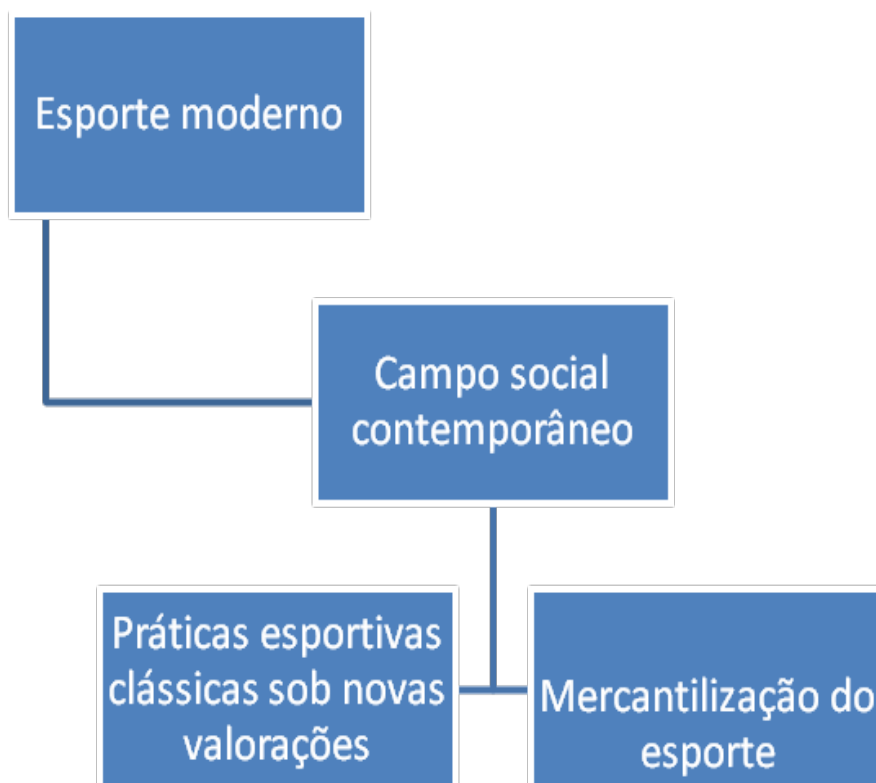 Esporte moderno
Campo social
contemporâneo
Práticas esportivas
clássicas sob novas
valorações
Mercantilização do
esporte